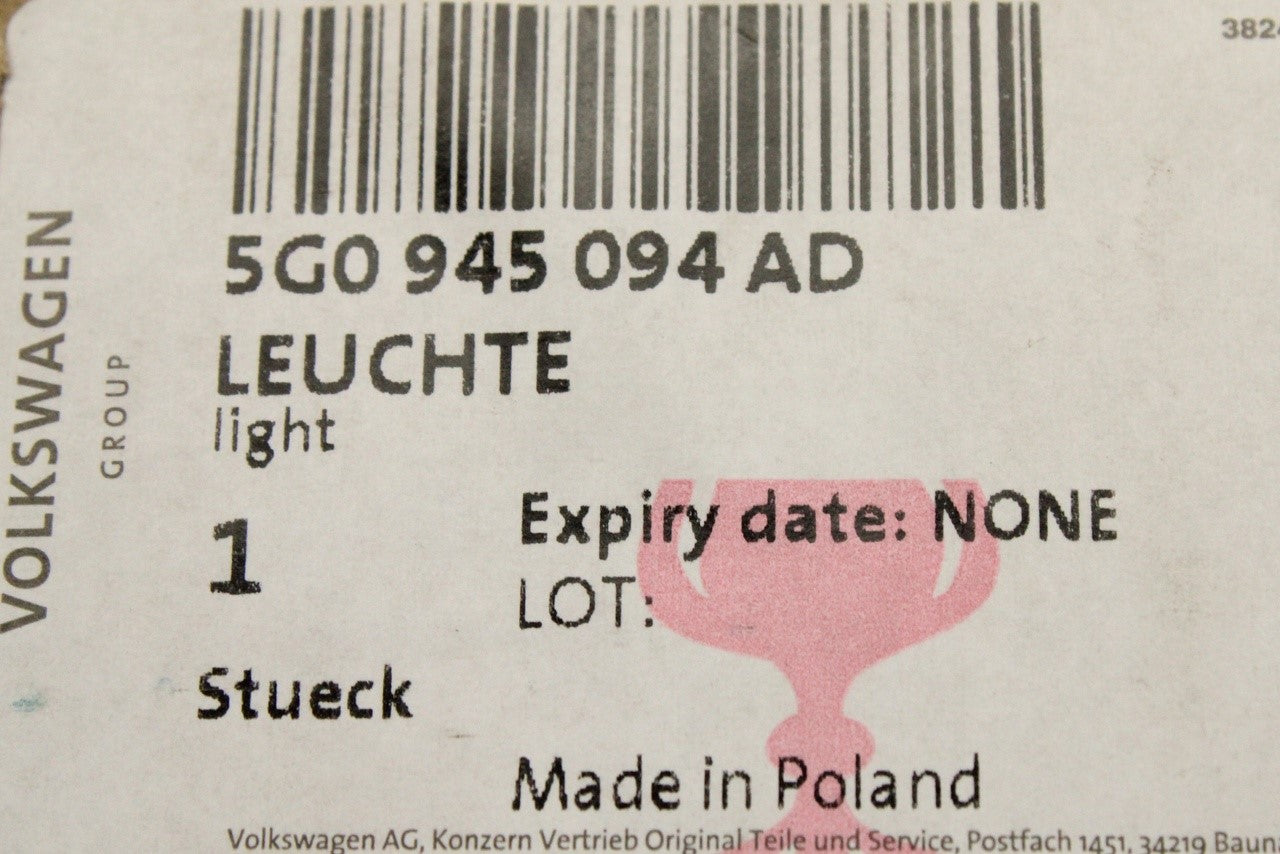 VOLKSWAGEN
GROUP
5G0 945 094 AD
LEUCHTE
light
1
Expiry date: NONE
LOT:
Stueck
Made in Poland
Volkswagen AG, Konzern Vertrieb Original Teile und Service, Postfach 1451, 34219